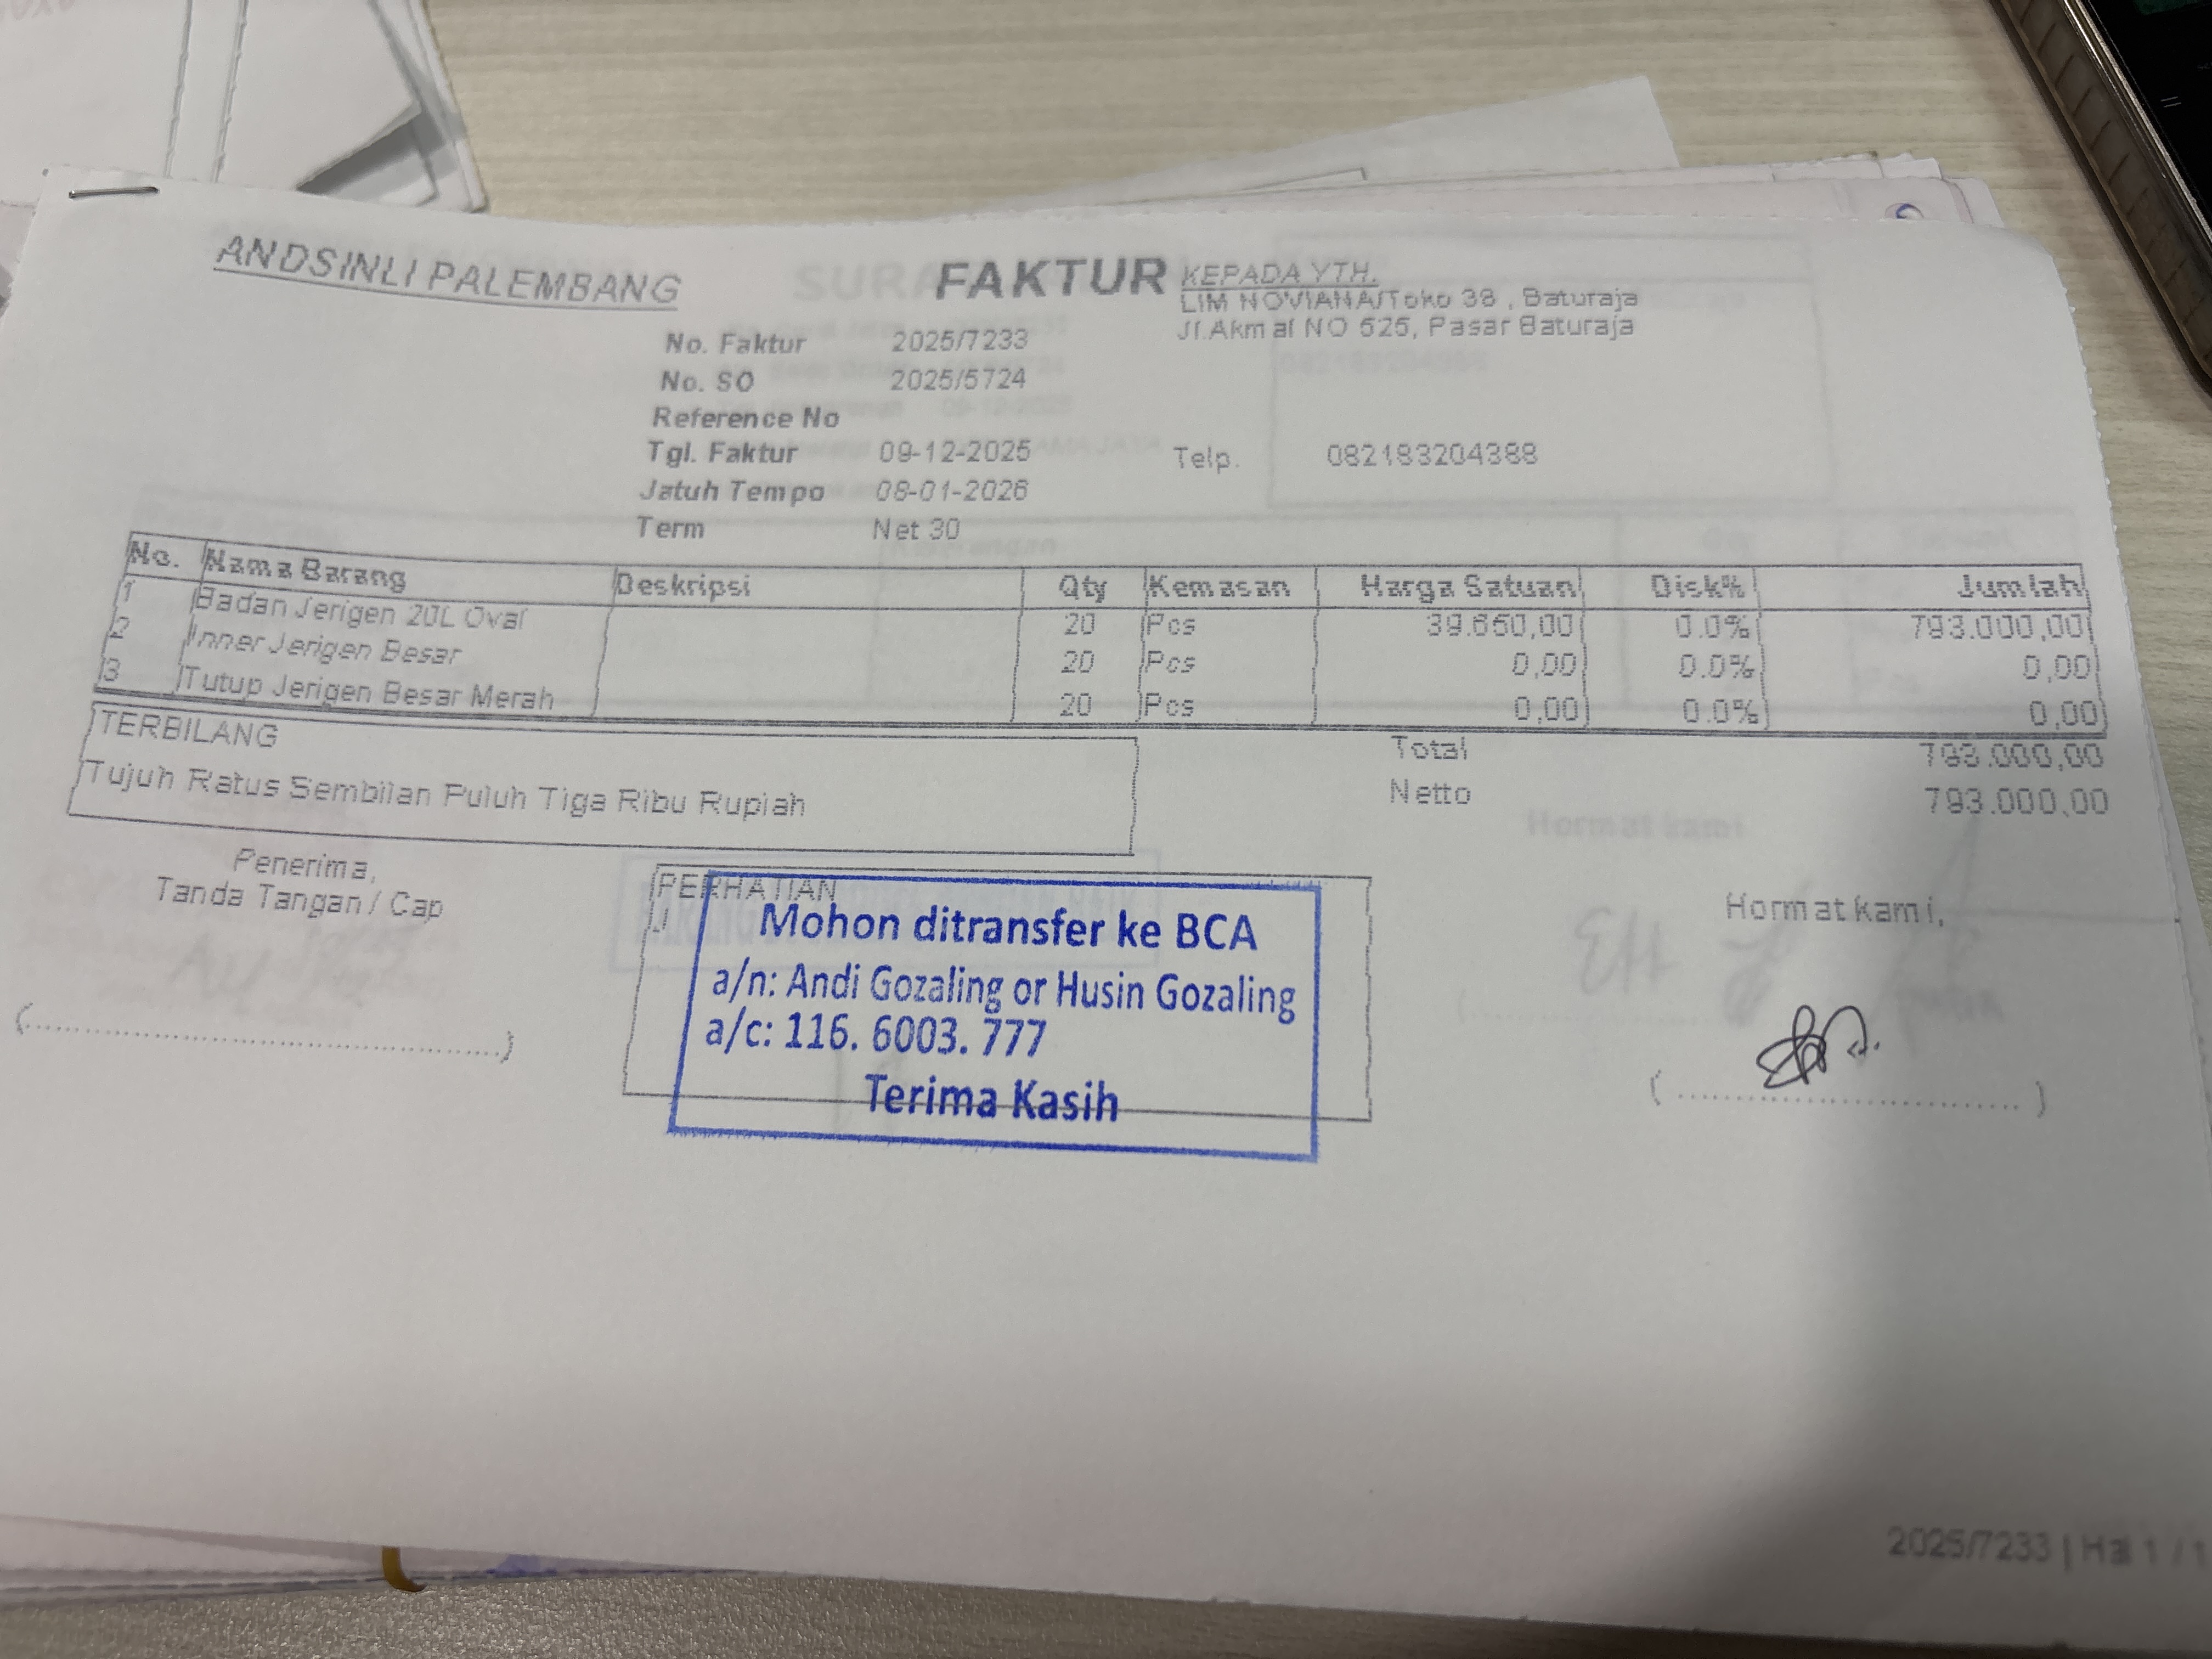 ANDSINLI PALEMBANG
FAKTUR
KEPADA YTH.
LIM NOVIANA/Toko 38 , Baturaja
Jl.Akmal NO 525, Pasar Baturaja
No. Faktur 2025/7233
No. SO 2025/5724
Reference No
Tgl. Faktur 09-12-2025
Telp. 082183204388
Jatuh Tempo 08-01-2026
Term Net 30
No. Nama Barang Deskripsi Qty Kemasan Harga Satuan Disk% Jumlah
1 Badan Jerigen 20L Oval 20 Pcs 39.650,00 0.0% 793.000,00
2 Inner Jerigen Besar 20 Pcs 0,00 0.0% 0,00
3 Tutup Jerigen Besar Merah 20 Pcs 0,00 0.0% 0,00
TERBILANG
Tujuh Ratus Sembilan Puluh Tiga Ribu Rupiah
Total 793.000,00
Netto 793.000,00
Penerima,
Tanda Tangan / Cap
PERHATIAN
Mohon ditransfer ke BCA
a/n: Andi Gozaling or Husin Gozaling
a/c: 116. 6003. 777
Terima Kasih
Hormat kami,
2025/7233 | Hal 1 / 1